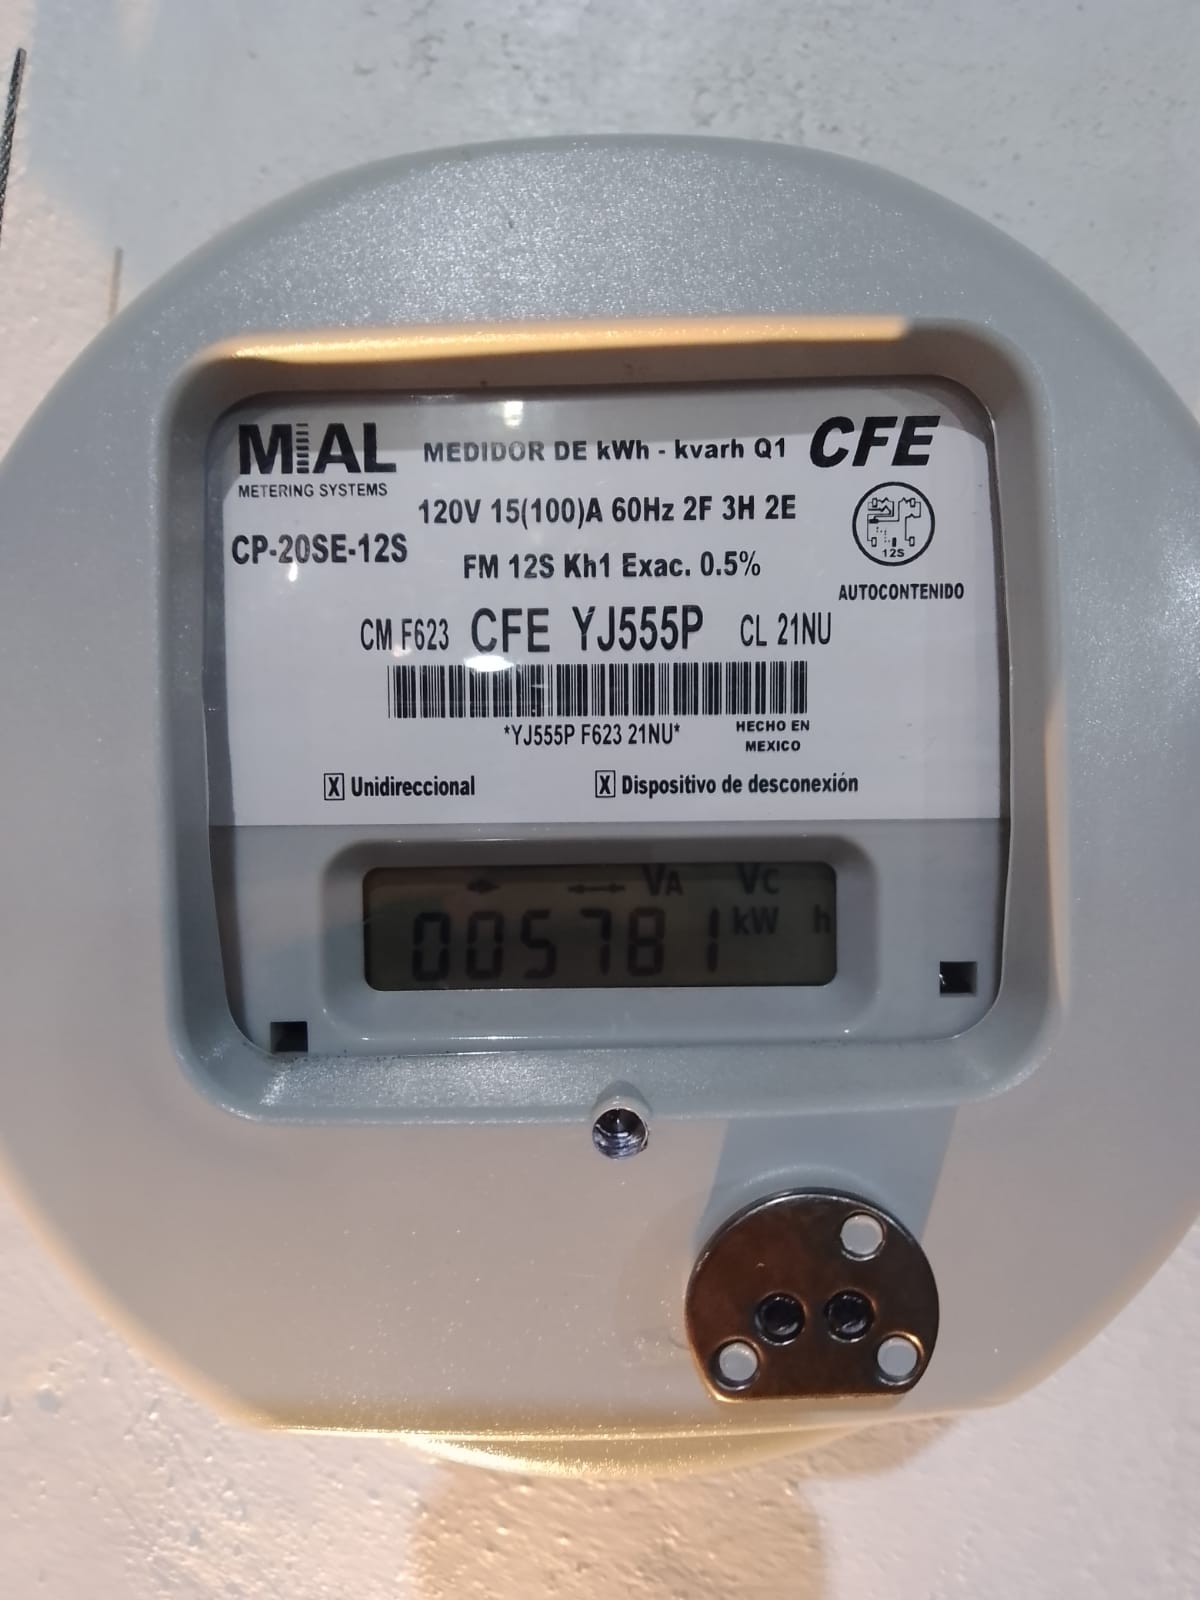 MIAL MEDIDOR DE kWh - kvarh Q1 CFE
METERING SYSTEMS
120V 15(100)A 60Hz 2F 3H 2E
CP-20SE-12S
FM 12S Kh1 Exac. 0.5%
12S
AUTOCONTENIDO
CM F623 CFE YJ555P CL 21NU
*YJ555P F623 21NU*
HECHO EN
MEXICO
X Unidireccional X Dispositivo de desconexión
VA VC
005781 kW h